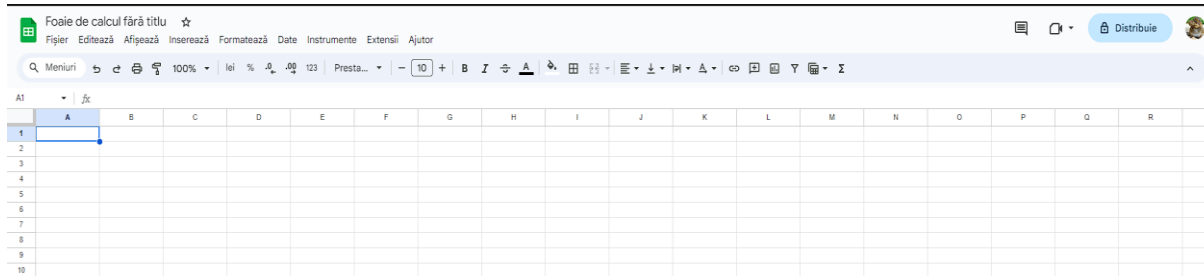 Foaie de calcul fără titlu
Fișier Editează Afișează Inserează Formatează Date Instrumente Extensii Ajutor
Distribuie
Meniuri 100% lei % .0 .00 123 Presta... - 10 + B I A Σ
A1 fx
A B C D E F G H I J K L M N O P Q R
1
2
3
4
5
6
7
8
9
10